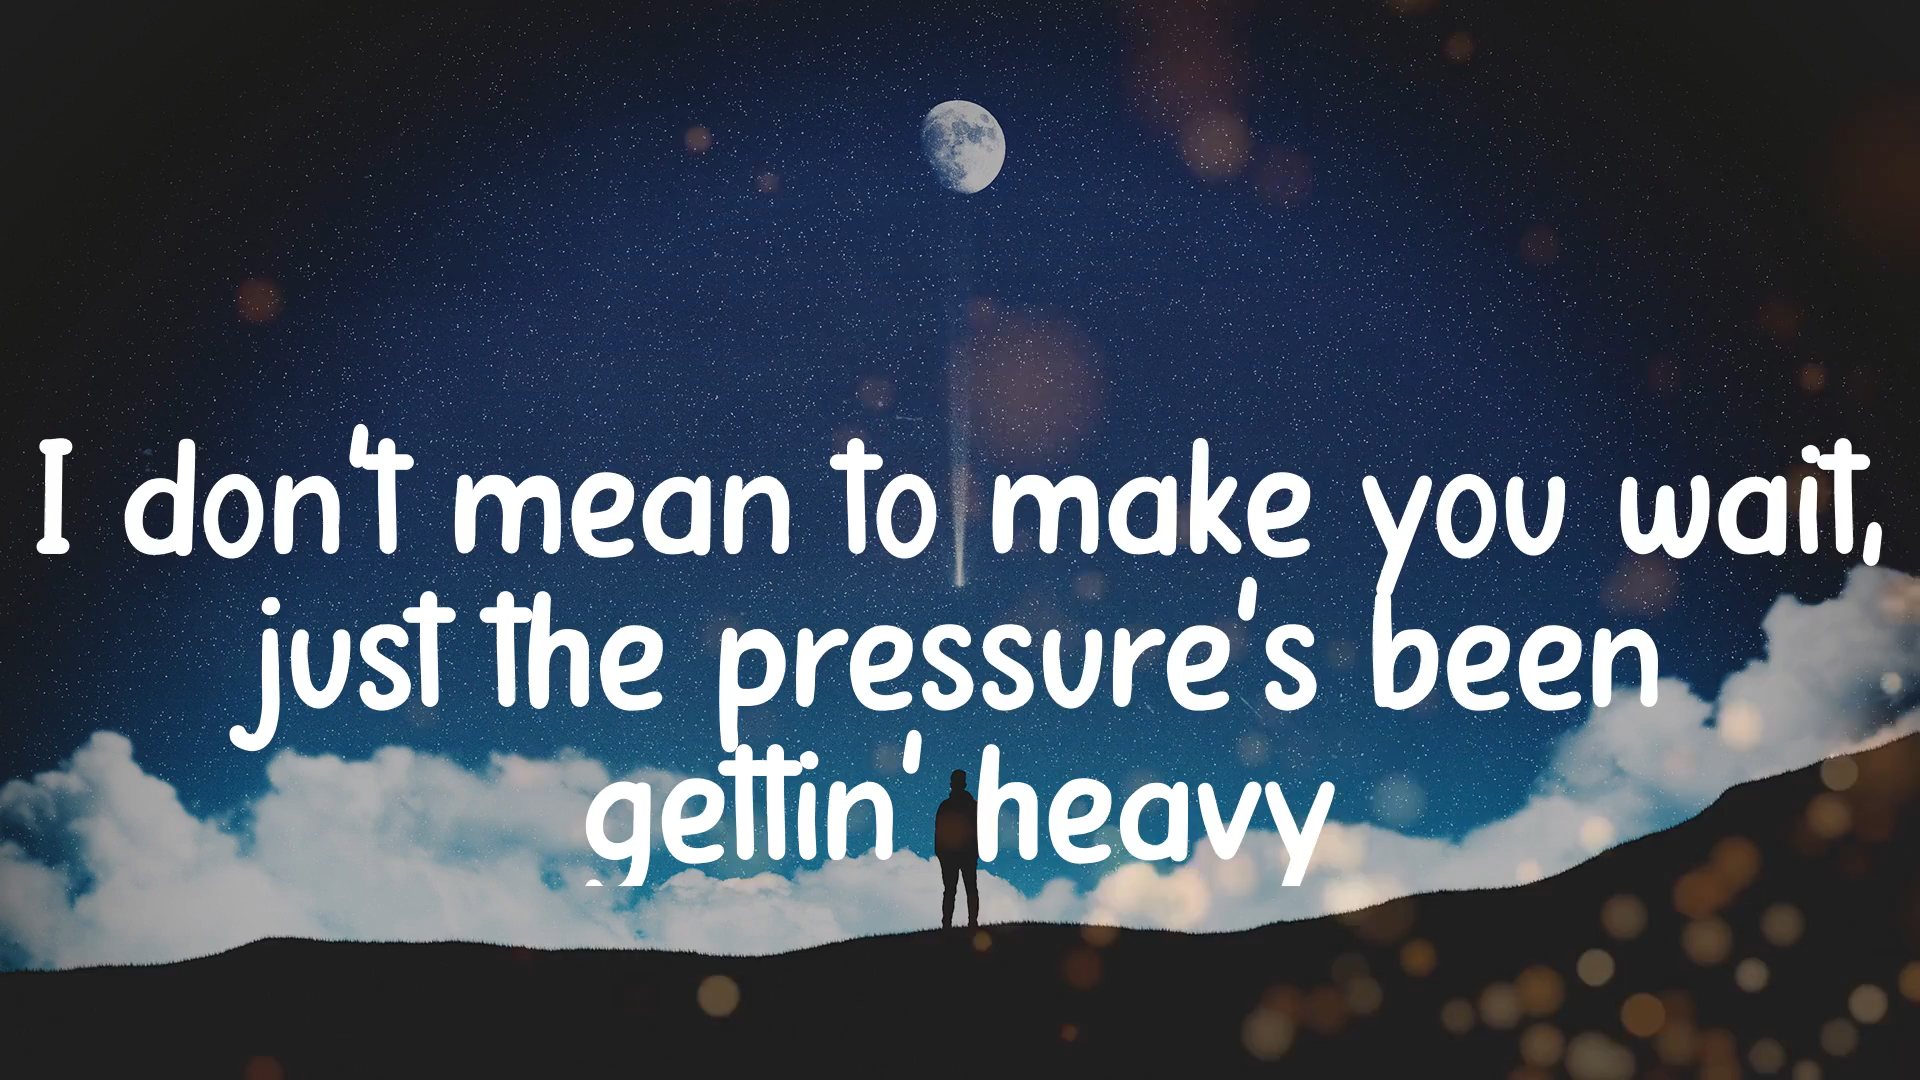 I don't mean to make you wait,
just the pressure's been
gettin' heavy